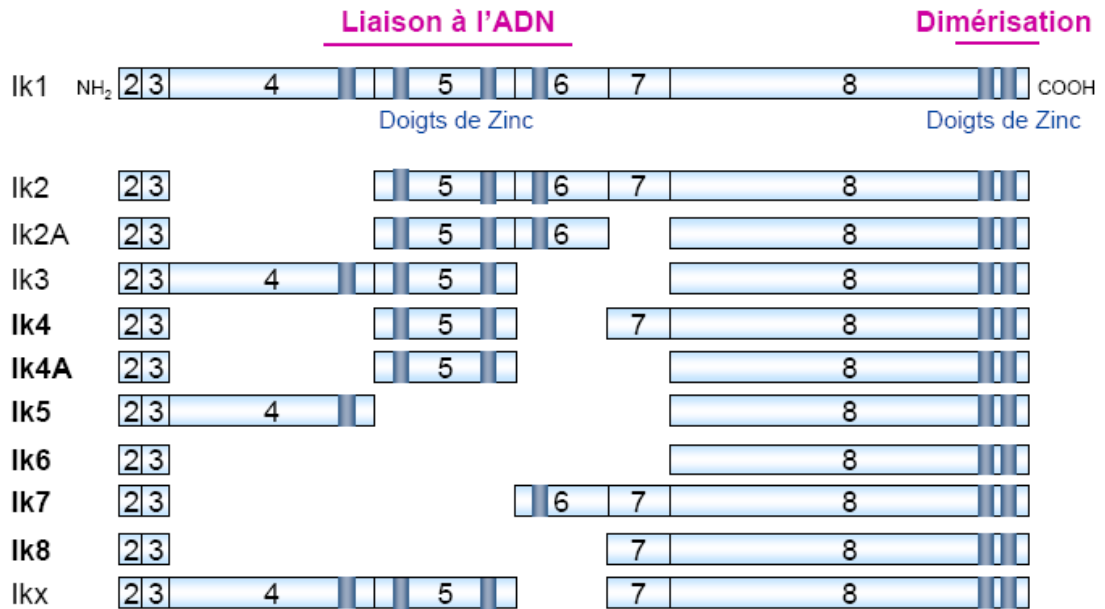 Liaison à l’ADN Dimérisation
Ik1 NH2 2 3 4 5 6 7 8 COOH
Doigts de Zinc Doigts de Zinc
Ik2 2 3 5 6 7 8
Ik2A 2 3 5 6 8
Ik3 2 3 4 5 8
Ik4 2 3 5 7 8
Ik4A 2 3 5 8
Ik5 2 3 4 8
Ik6 2 3 8
Ik7 2 3 6 7 8
Ik8 2 3 7 8
Ikx 2 3 4 5 7 8